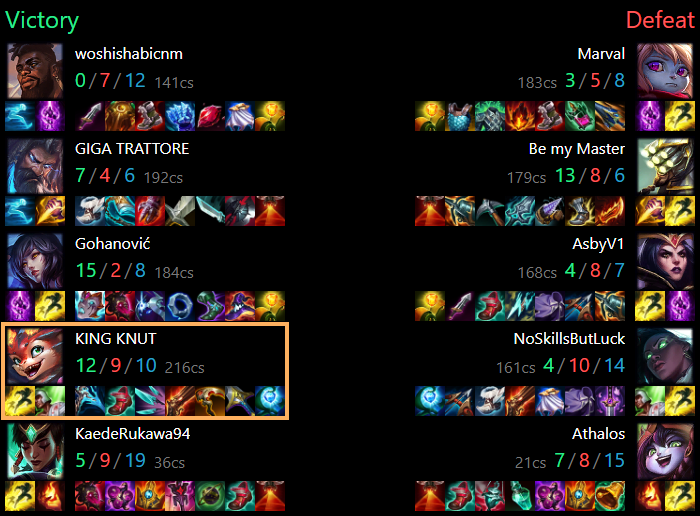 Victory
Defeat
woshishabicnm
0 / 7 / 12 141cs
Marval
183cs 3 / 5 / 8
GIGA TRATTORE
7 / 4 / 6 192cs
Be my Master
179cs 13 / 8 / 6
Gohanović
15 / 2 / 8 184cs
AsbyV1
168cs 4 / 8 / 7
KING KNUT
12 / 9 / 10 216cs
NoSkillsButLuck
161cs 4 / 10 / 14
KaedeRukawa94
5 / 9 / 19 36cs
Athalos
21cs 7 / 8 / 15